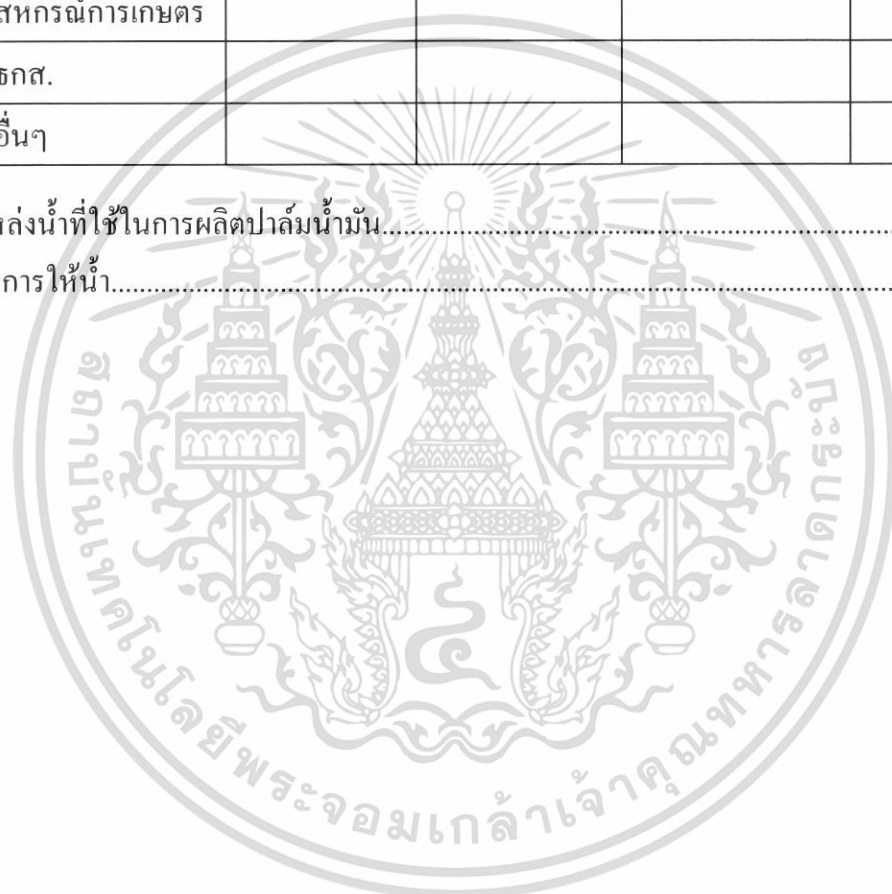 สหกรณ์การเกษตร
ธกส.
อื่นๆ
หล่งน้ำที่ใช้ในการผลิตปาล์มน้ำมัน
การให้น้ำ
สถาบันเทคโนโลยีพระจอมเกล้าเจ้าคุณทหารลาดกระบัง